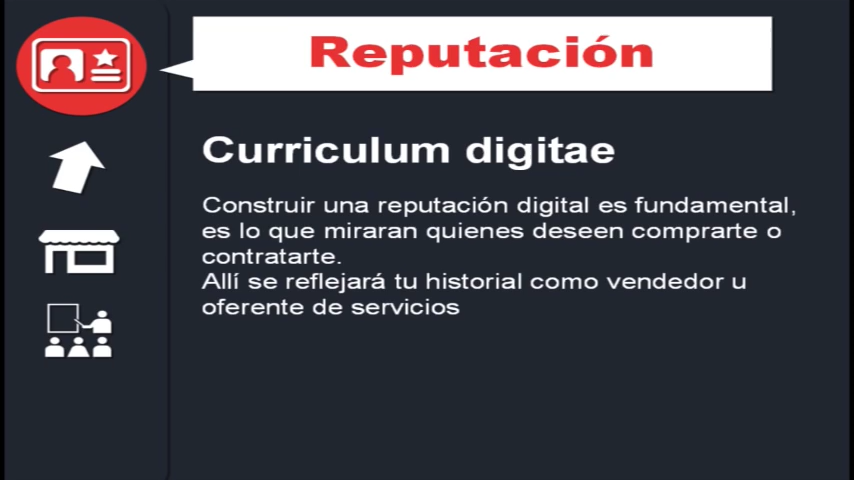 Reputación
Curriculum digitae
Construir una reputación digital es fundamental,
es lo que miraran quienes deseen comprarte o
contratarte.
Allí se reflejará tu historial como vendedor u
oferente de servicios